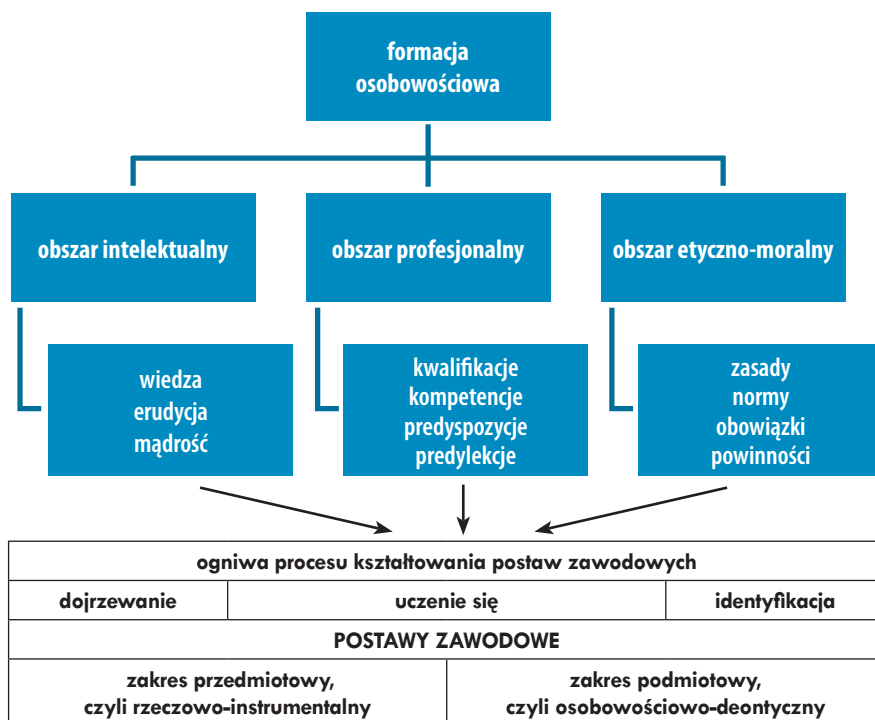 formacja
osobowościowa
obszar intelektualny
obszar profesjonalny
obszar etyczno-moralny
wiedza
erudycja
mądrość
kwalifikacje
kompetencje
predyspozycje
predylekcje
zasady
normy
obowiązki
powinności
ogniwa procesu kształtowania postaw zawodowych
dojrzewanie
uczenie się
identyfikacja
POSTAWY ZAWODOWE
zakres przedmiotowy,
czyli rzeczowo-instrumentalny
zakres podmiotowy,
czyli osobowościowo-deontyczny